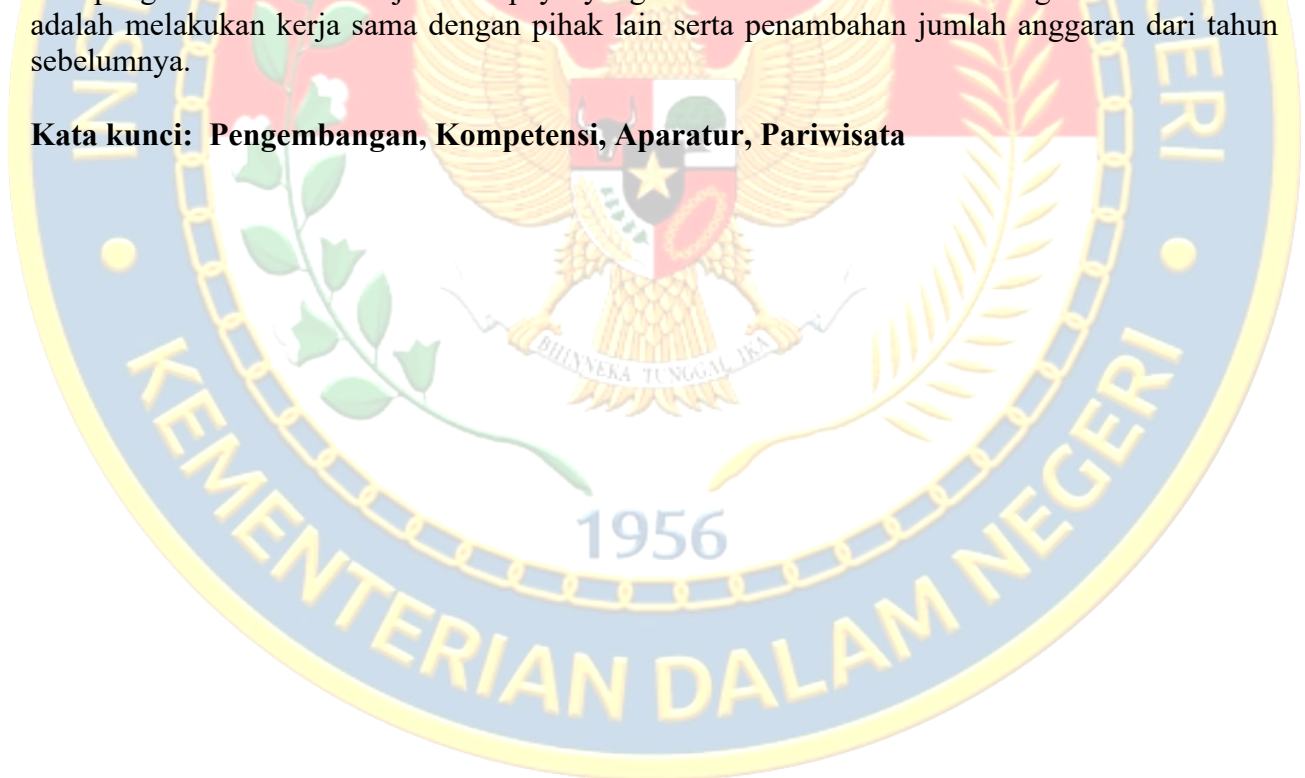 adalah melakukan kerja sama dengan pihak lain serta penambahan jumlah anggaran dari tahun
sebelumnya.
Kata kunci: Pengembangan, Kompetensi, Aparatur, Pariwisata
BHINNEKA TUNGGAL IKA
1956
KEMENTERIAN DALAM NEGERI